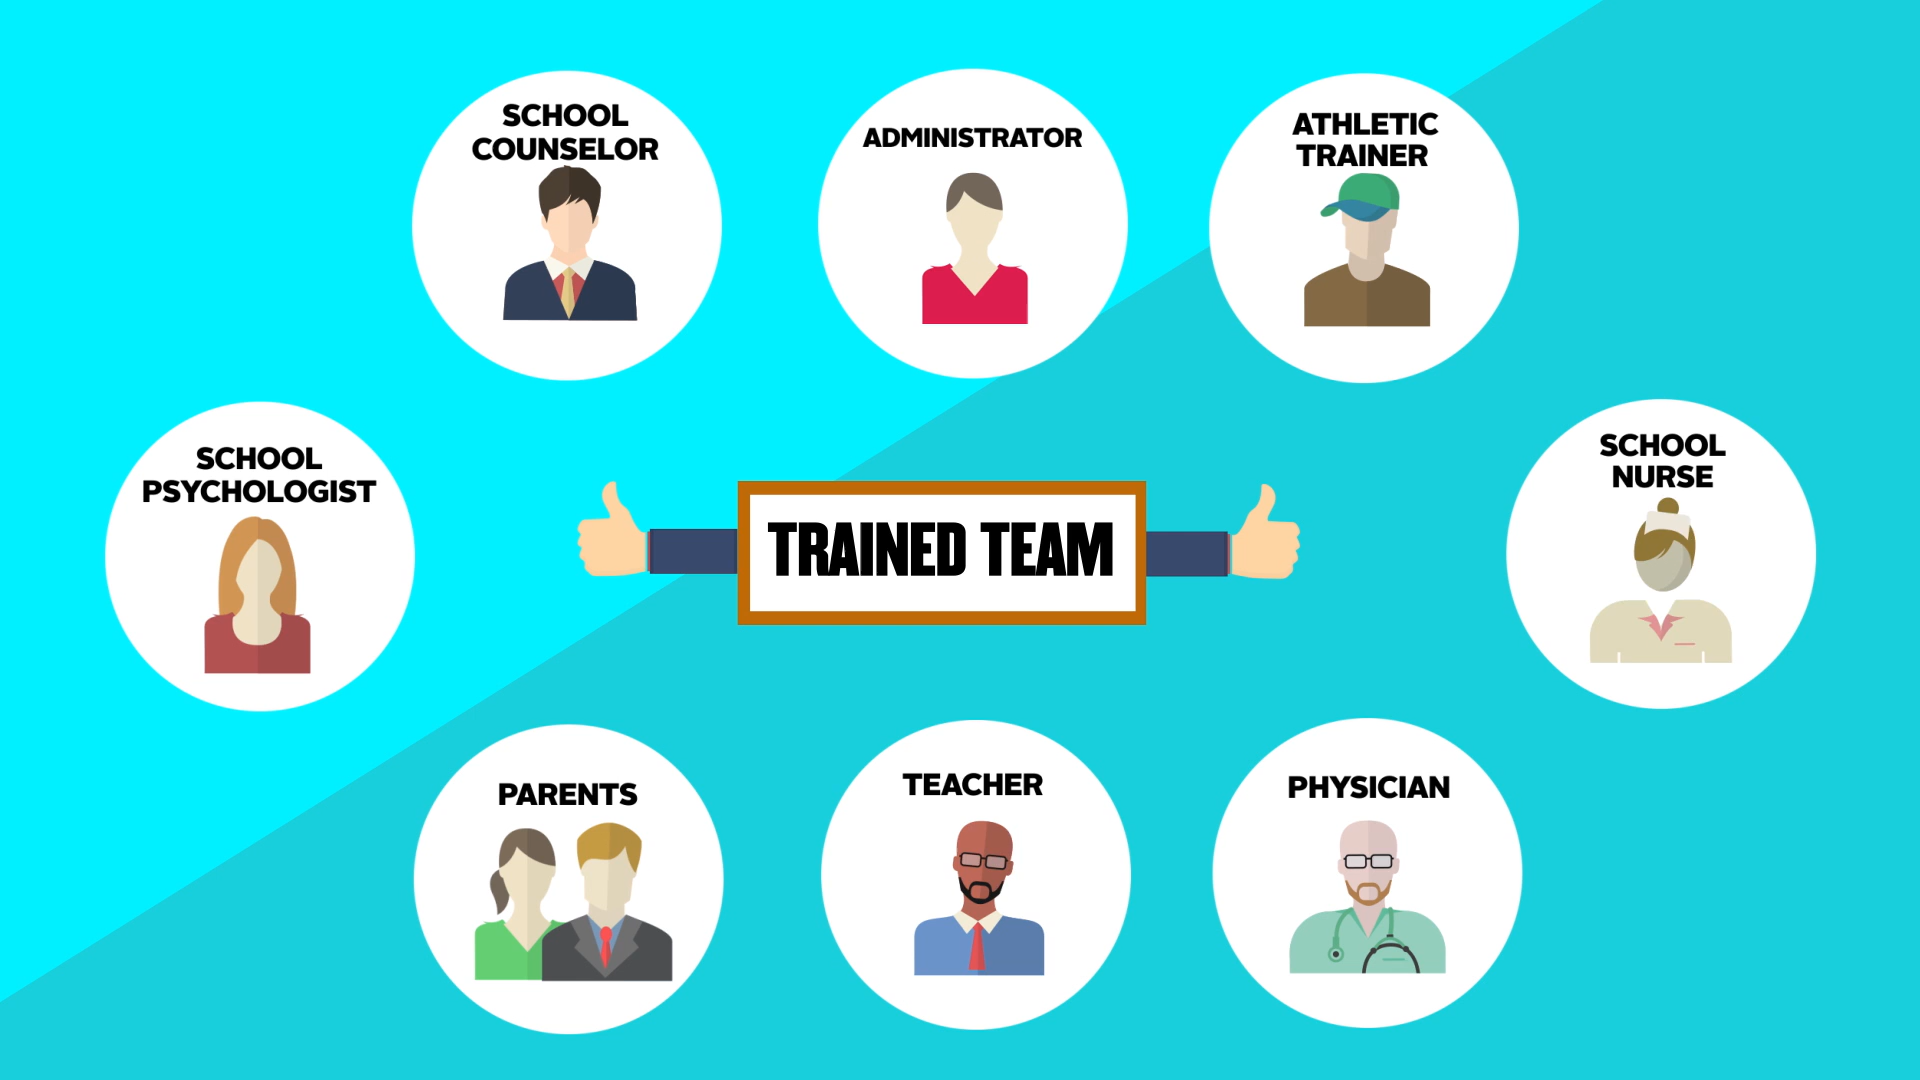 SCHOOL
COUNSELOR
ADMINISTRATOR
ATHLETIC
TRAINER
SCHOOL
PSYCHOLOGIST
TRAINED TEAM
SCHOOL
NURSE
PARENTS
TEACHER
PHYSICIAN